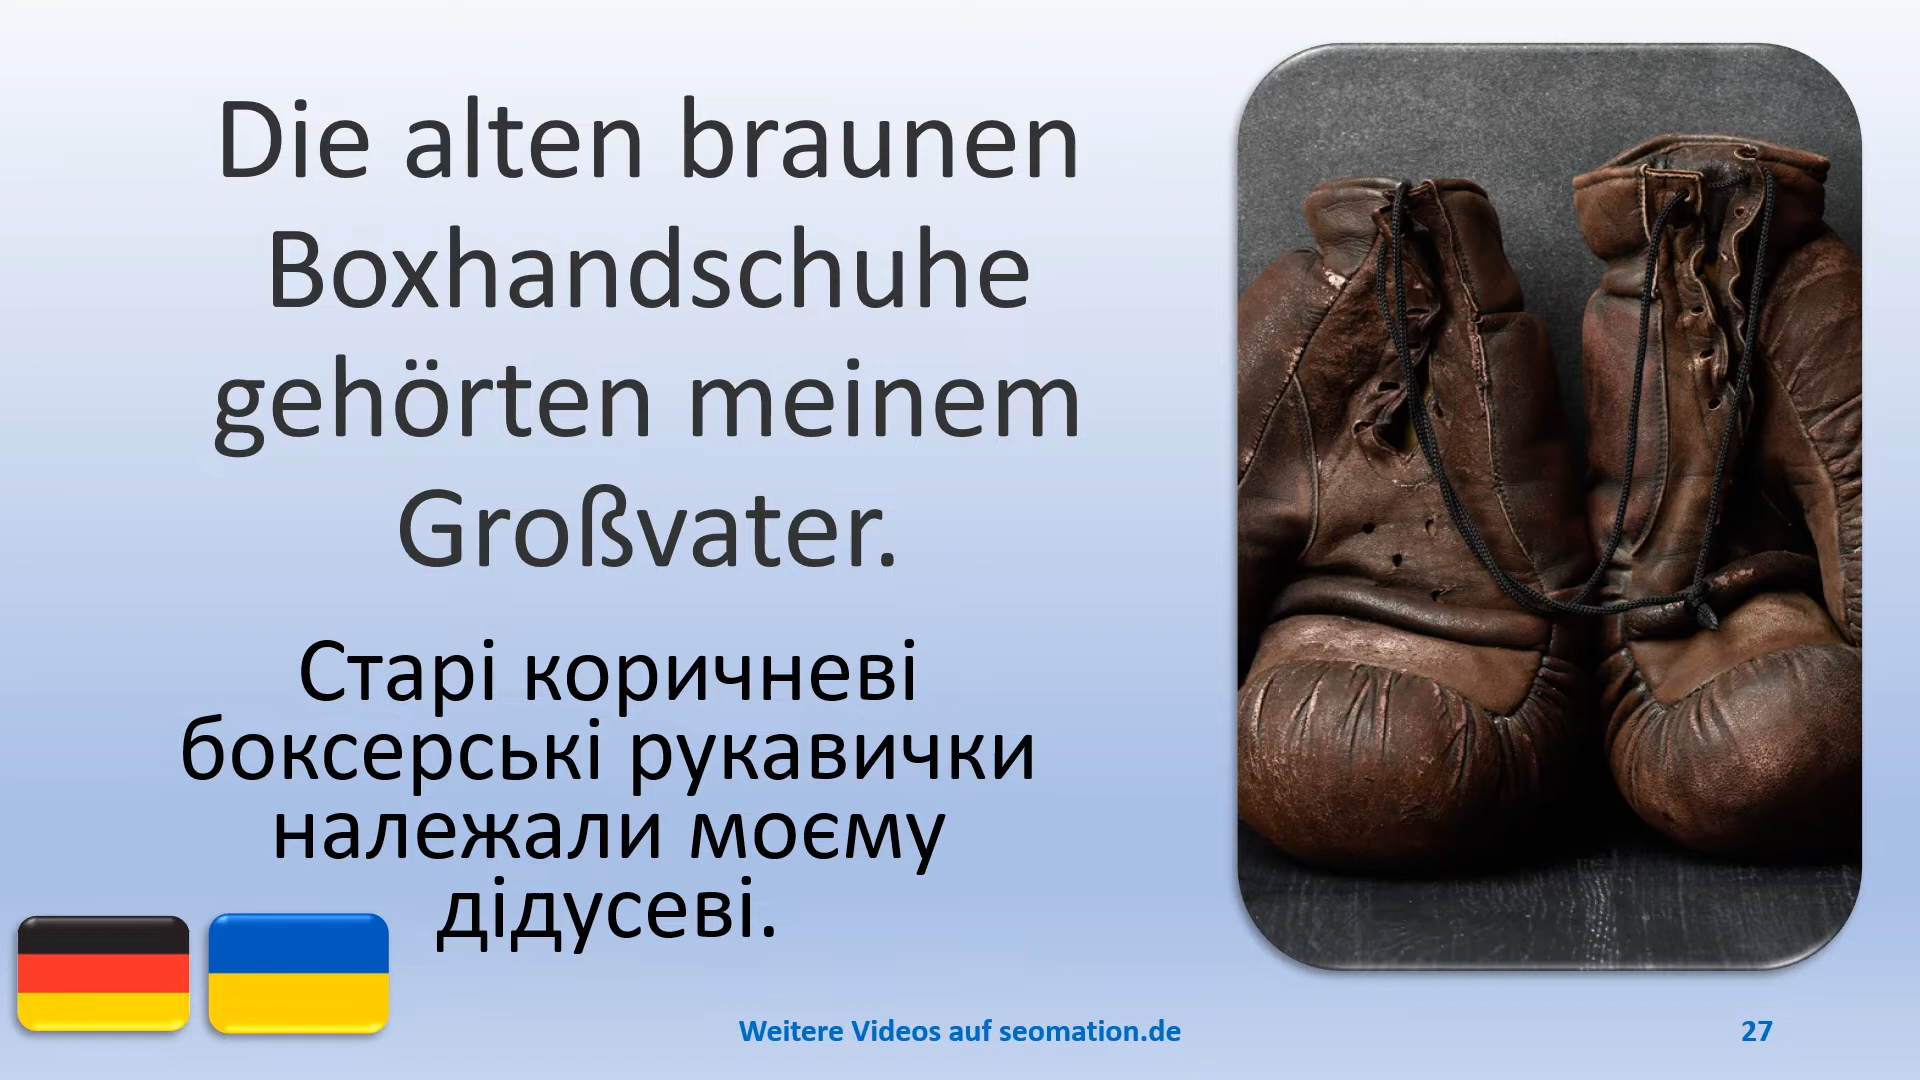 Die alten braunen
Boxhandschuhe
gehörten meinem
Großvater.
Старі коричневі
боксерські рукавички
належали моєму
дідусеві.
Weitere Videos auf seomation.de
27